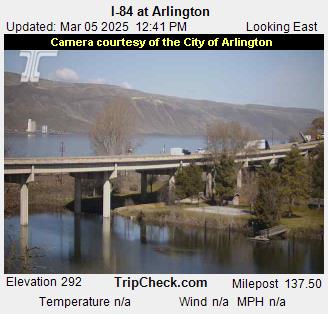 I-84 at Arlington
Updated: Mar 05 2025 12:41 PM Looking East
Camera courtesy of the City of Arlington
Elevation 292 TripCheck.com Milepost 137.50
Temperature n/a Wind n/a MPH n/a